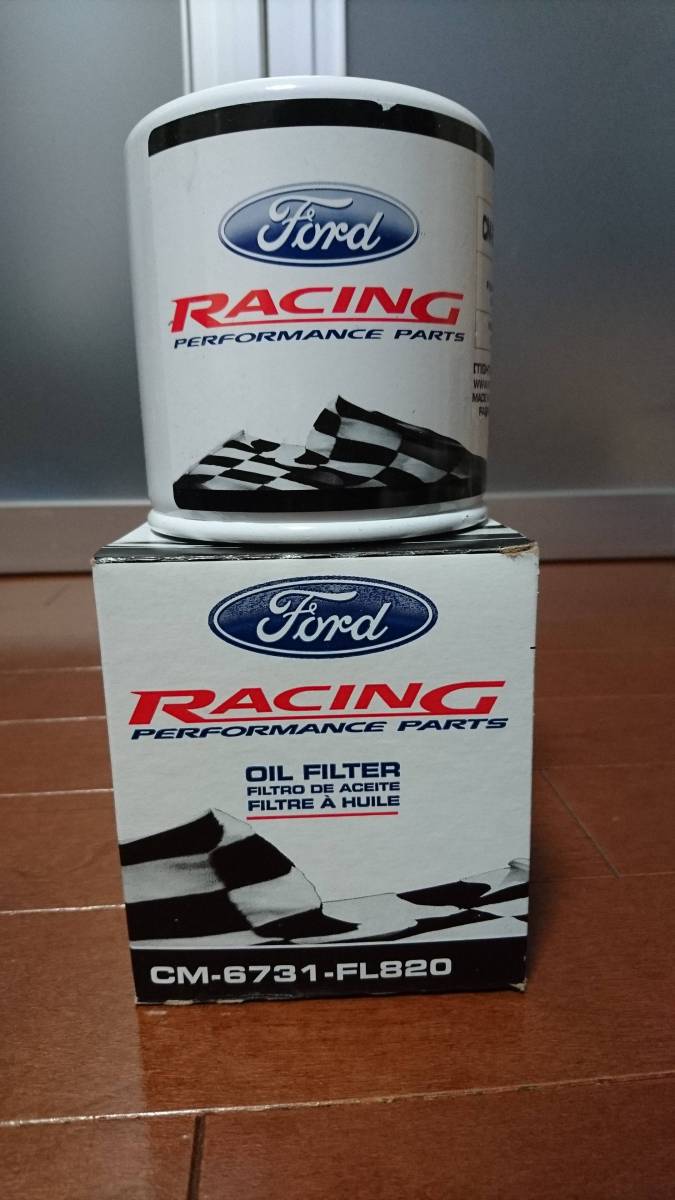 Ford
RACING
PERFORMANCE PARTS
Ford
RACING
PERFORMANCE PARTS
OIL FILTER
FILTRO DE ACEITE
FILTRE À HUILE
CM-6731-FL820